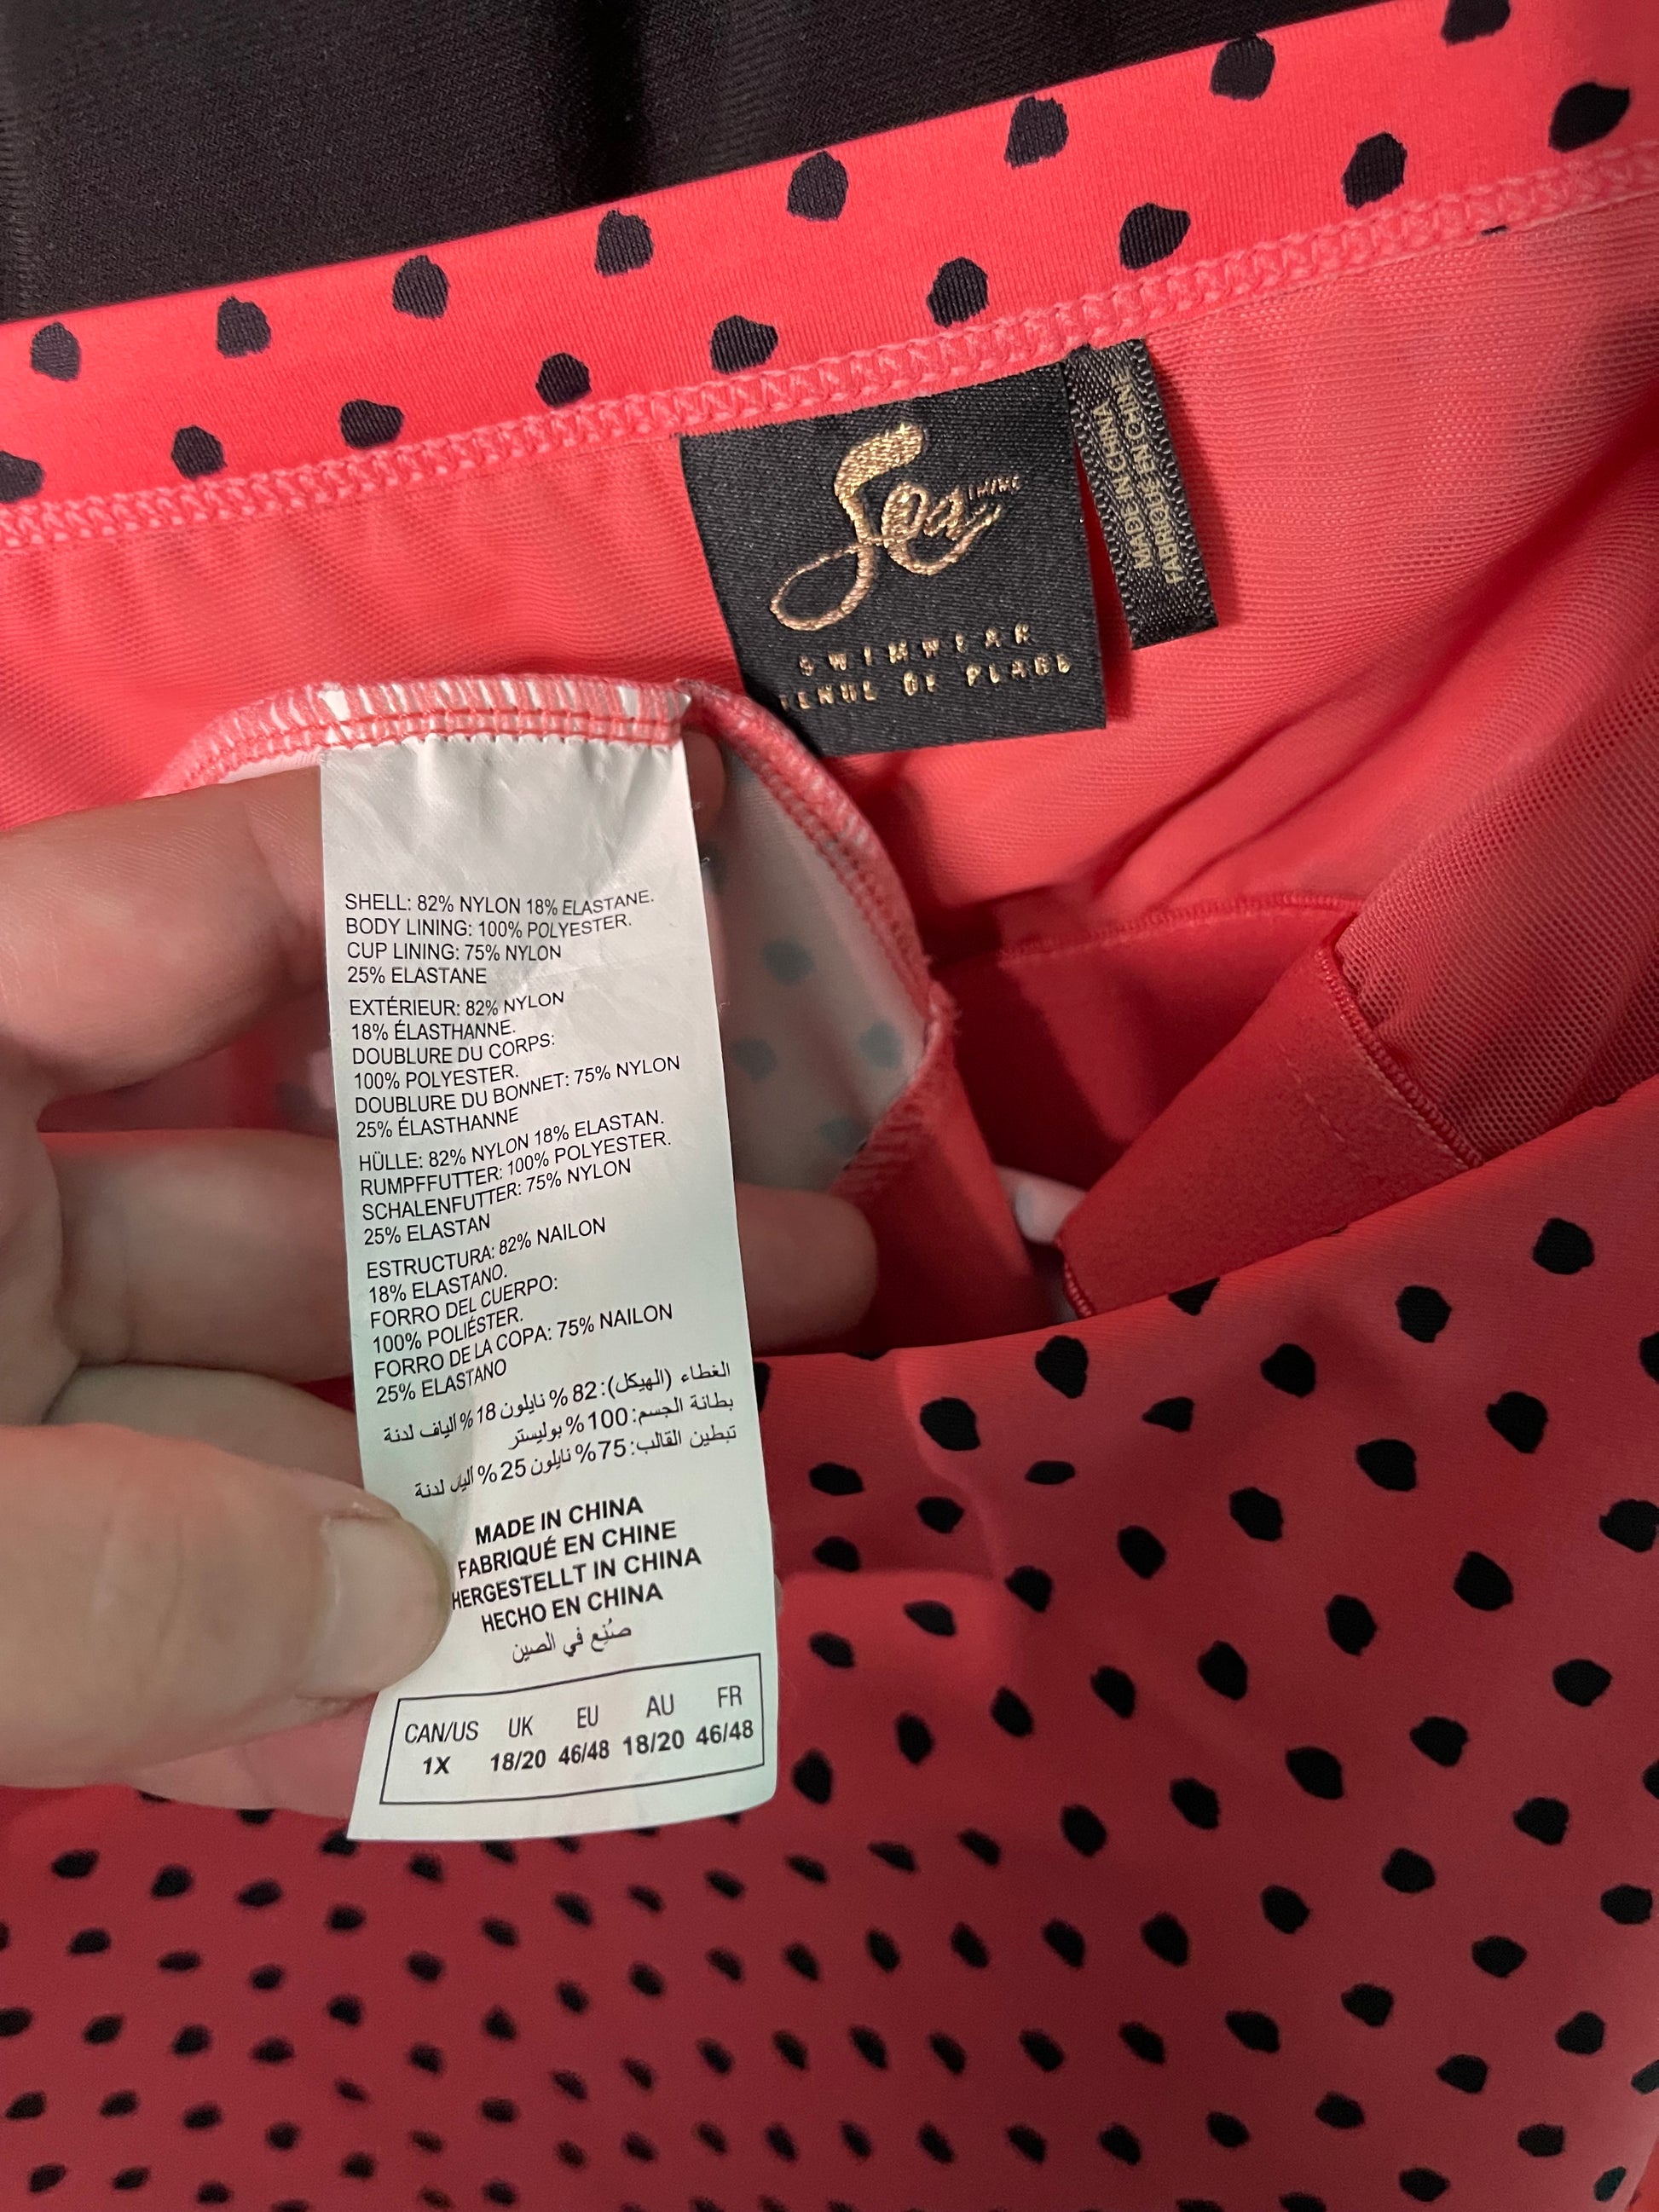 Sea
SWIMWEAR
TENUE DE PLAGE
MADE IN CHINA
FABRIQUÉ EN CHINE
SHELL: 82% NYLON 18% ELASTANE.
BODY LINING: 100% POLYESTER.
CUP LINING: 75% NYLON
25% ELASTANE
EXTÉRIEUR: 82% NYLON
18% ÉLASTHANNE.
DOUBLURE DU CORPS:
100% POLYESTER.
DOUBLURE DU BONNET: 75% NYLON
25% ÉLASTHANNE
HÜLLE: 82% NYLON 18% ELASTAN.
RUMPFFUTTER: 100% POLYESTER.
SCHALENFUTTER: 75% NYLON
25% ELASTAN
ESTRUCTURA: 82% NAILON
18% ELASTANO.
FORRO DEL CUERPO:
100% POLIÉSTER.
FORRO DE LA COPA: 75% NAILON
25% ELASTANO
الغطاء (الهيكل): 82% نايلون 18% الياف لدنة
بطانة الجسم: 100% بوليستر
تبطين القالب: 75% نايلون 25% الياف لدنة
MADE IN CHINA
FABRIQUÉ EN CHINE
HERGESTELLT IN CHINA
HECHO EN CHINA
صُنِع في الصين
CAN/US UK EU AU FR
1X 18/20 46/48 18/20 46/48